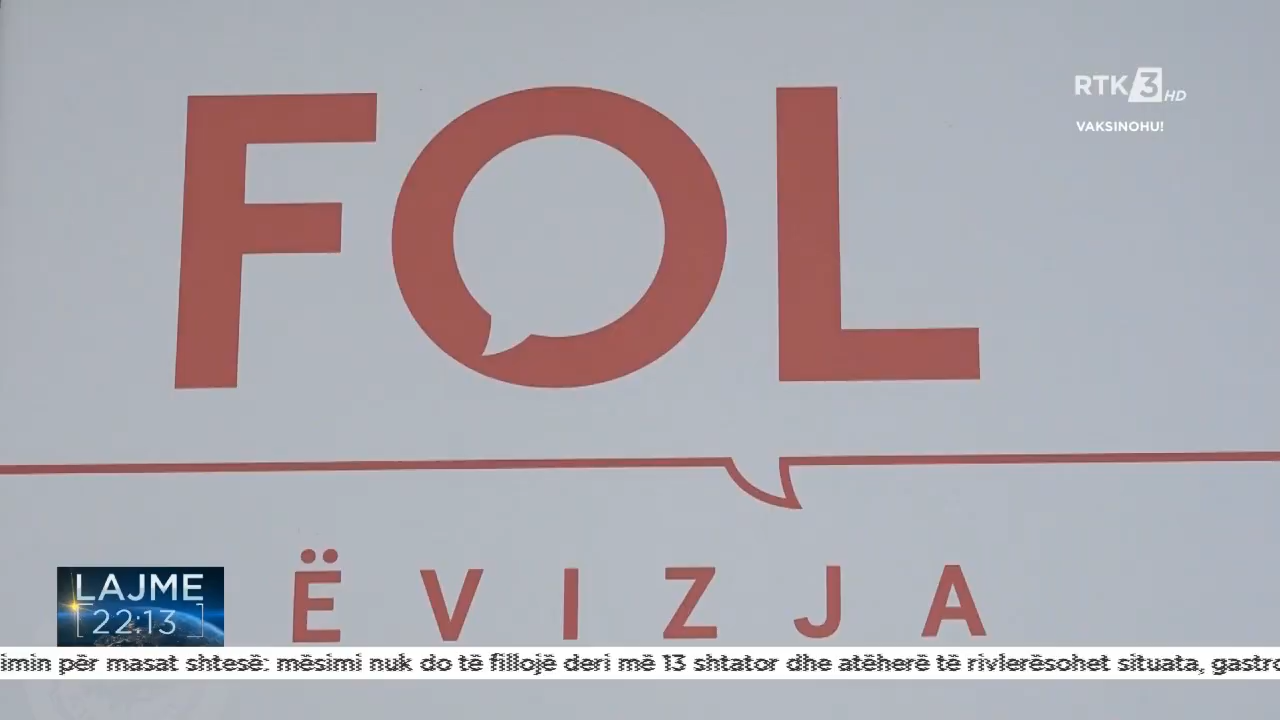 FOL
RTK 3 HD
VAKSINOHU!
ËVIZJA
LAJME
22:13
imin për masat shtesë: mësimi nuk do të fillojë deri më 13 shtator dhe atëherë të rivlerësohet situata, gastro